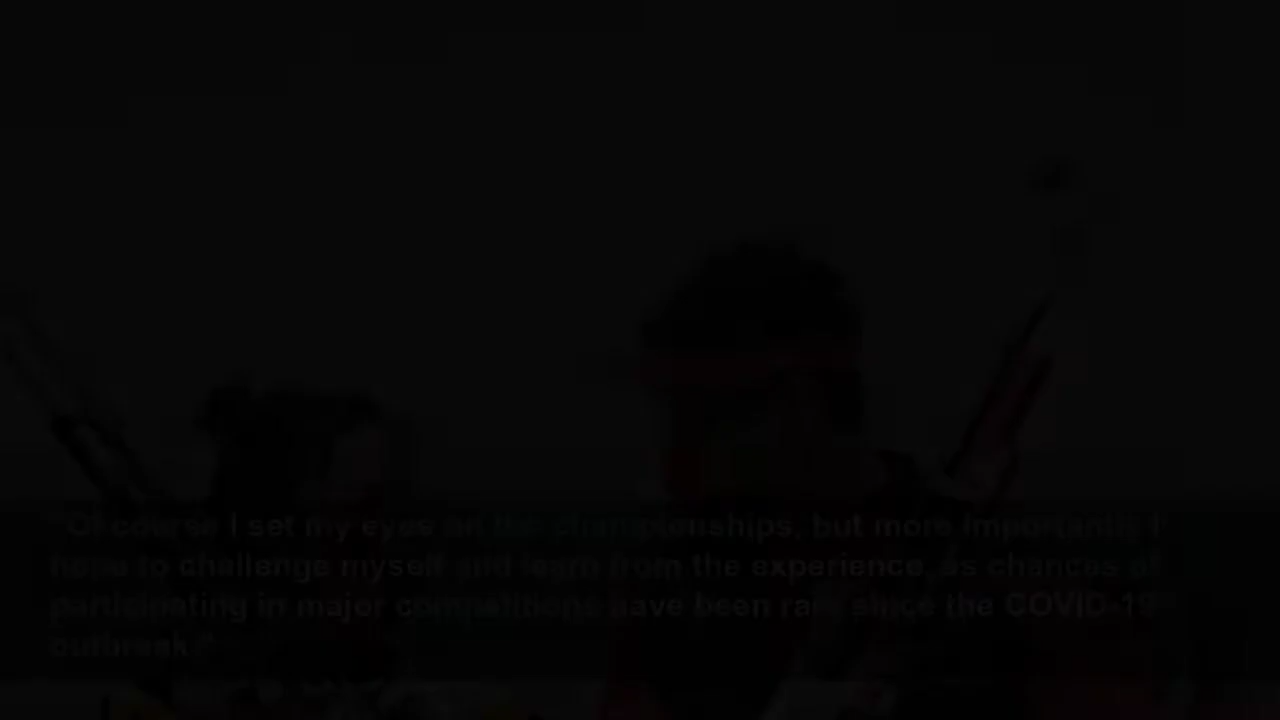 "Of course I set my eyes on the championships, but more importantly I
hope to challenge myself and learn from the experience, as chances of
participating in major competitions have been rare since the COVID-19
outbreak."